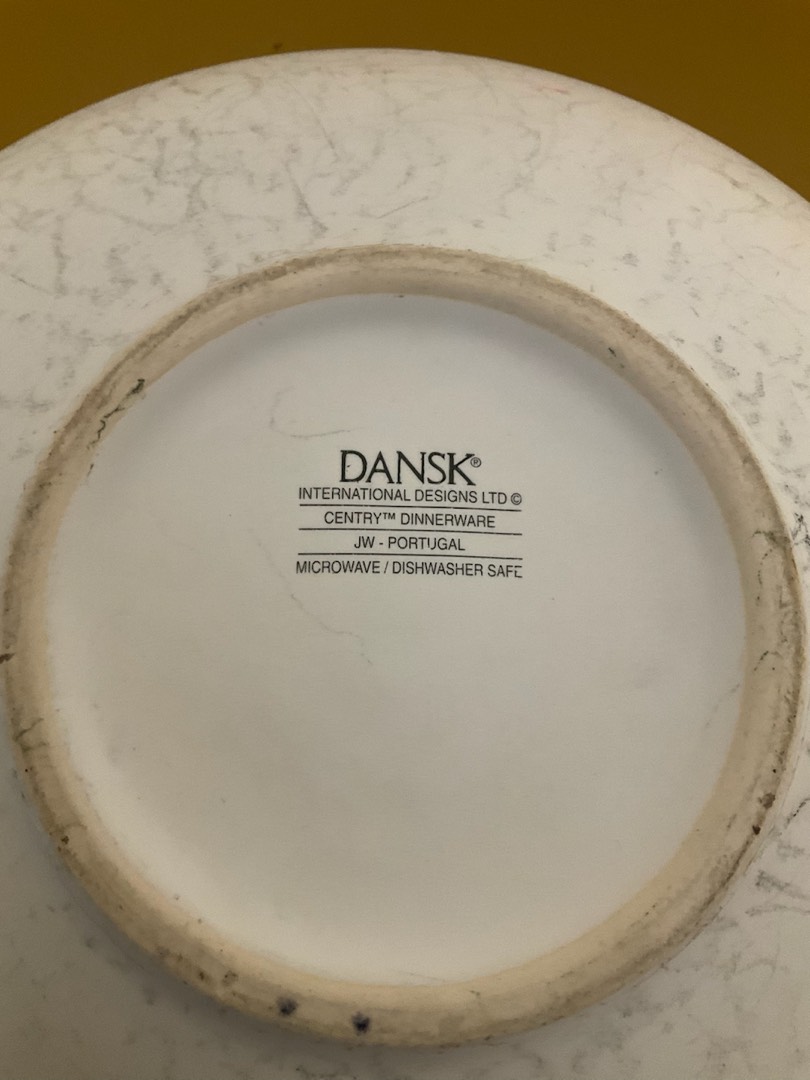 DANSK®
INTERNATIONAL DESIGNS LTD ©
CENTRY™ DINNERWARE
JW - PORTUGAL
MICROWAVE / DISHWASHER SAFE